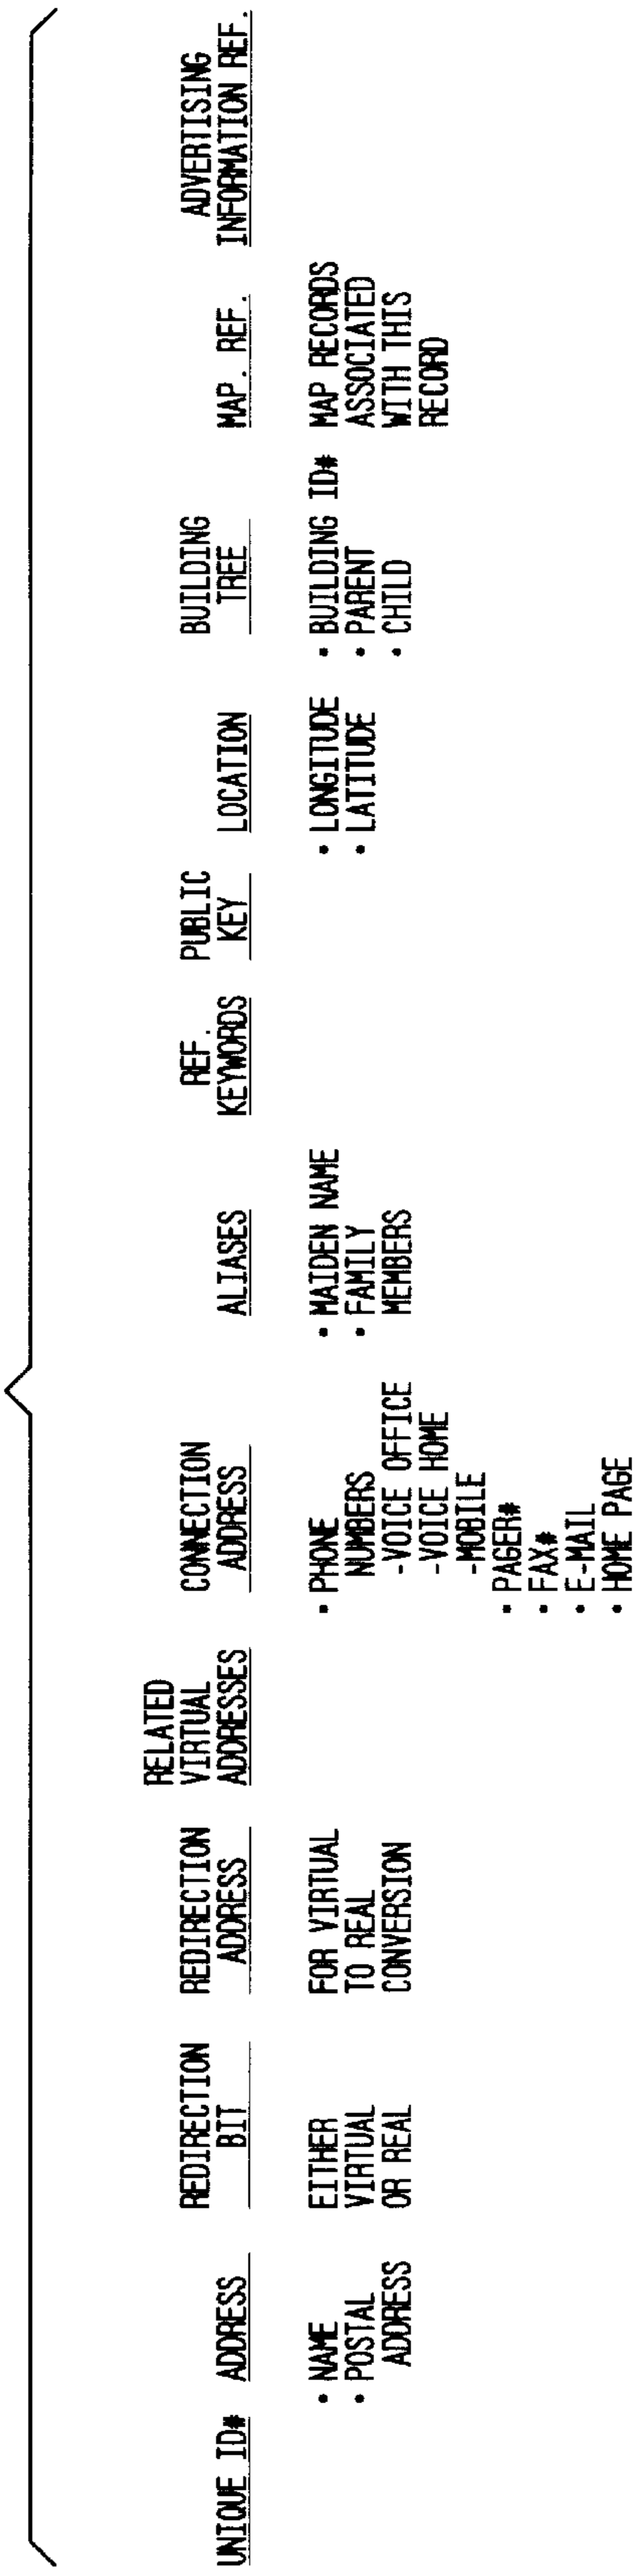 UNIQUE ID#
ADDRESS
• NAME
• POSTAL
ADDRESS
REDIRECTION
BIT
EITHER
VIRTUAL
OR REAL
REDIRECTION
ADDRESS
FOR VIRTUAL
TO REAL
CONVERSION
RELATED
VIRTUAL
ADDRESSES
CONNECTION
ADDRESS
• PHONE
NUMBERS
-VOICE OFFICE
-VOICE HOME
-MOBILE
• PAGER#
• FAX#
• E-MAIL
• HOME PAGE
ALIASES
• MAIDEN NAME
• FAMILY
MEMBERS
REF.
KEYWORDS
PUBLIC
KEY
LOCATION
• LONGITUDE
• LATITUDE
BUILDING
TREE
• BUILDING ID#
• PARENT
• CHILD
MAP. REF.
MAP RECORDS
ASSOCIATED
WITH THIS
RECORD
ADVERTISING
INFORMATION REF.